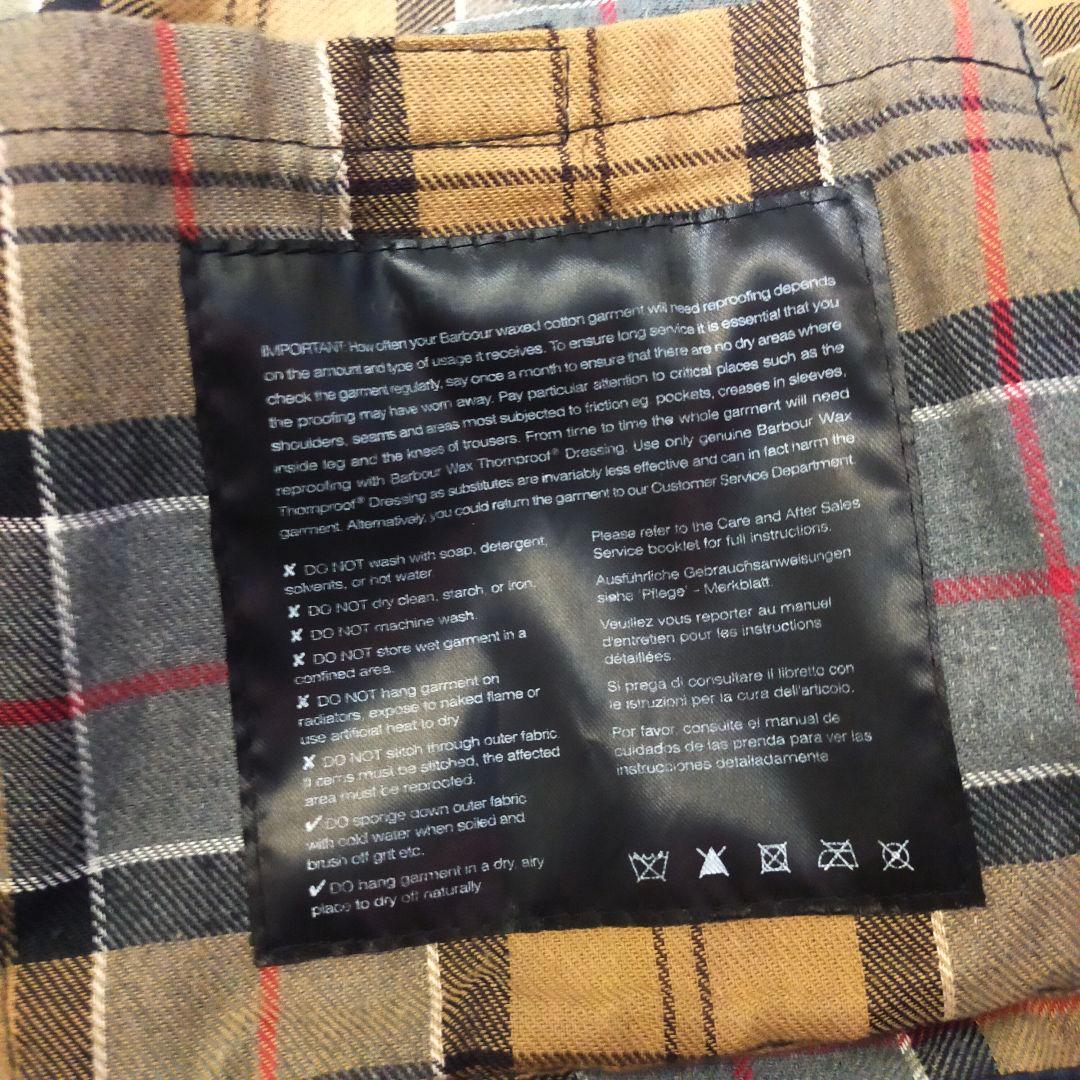 IMPORTANT: How often your Barbour waxed cotton garment will need reproofing depends
on the amount and type of usage it receives. To ensure long service it is essential that you
check the garment regularly, say once a month to ensure that there are no dry areas where
the proofing may have worn away. Pay particular attention to critical places such as the
shoulders, seams and areas most subjected to friction eg. pockets, creases in sleeves,
inside leg and the knees of trousers. From time to time the whole garment will need
reproofing with Barbour Wax Thornproof® Dressing. Use only genuine Barbour Wax
Thornproof® Dressing as substitutes are invariably less effective and can in fact harm the
garment. Alternatively, you could return the garment to our Customer Service Department
✘ DO NOT wash with soap, detergent,
solvents, or hot water
✘ DO NOT dry clean, starch, or iron.
✘ DO NOT machine wash.
✘ DO NOT store wet garment in a
confined area.
✘ DO NOT hang garment on
radiators, expose to naked flame or
use artificial heat to dry.
✘ DO NOT stitch through outer fabric.
If items must be stitched, the affected
area must be reproofed.
✔ DO sponge down outer fabric
with cold water when soiled and
brush off grit etc.
✔ DO hang garment in a dry, airy
place to dry off naturally
Please refer to the Care and After Sales
Service booklet for full instructions.
Ausführliche Gebrauchsanweisungen
siehe 'Pflege' - Merkblatt.
Veuillez vous reporter au manuel
d'entretien pour les instructions
détaillées.
Si prega di consultare il libretto con
le istruzioni per la cura dell'articolo.
Por favor, consulte el manual de
cuidados de las prenda para ver las
instrucciones detalladamente